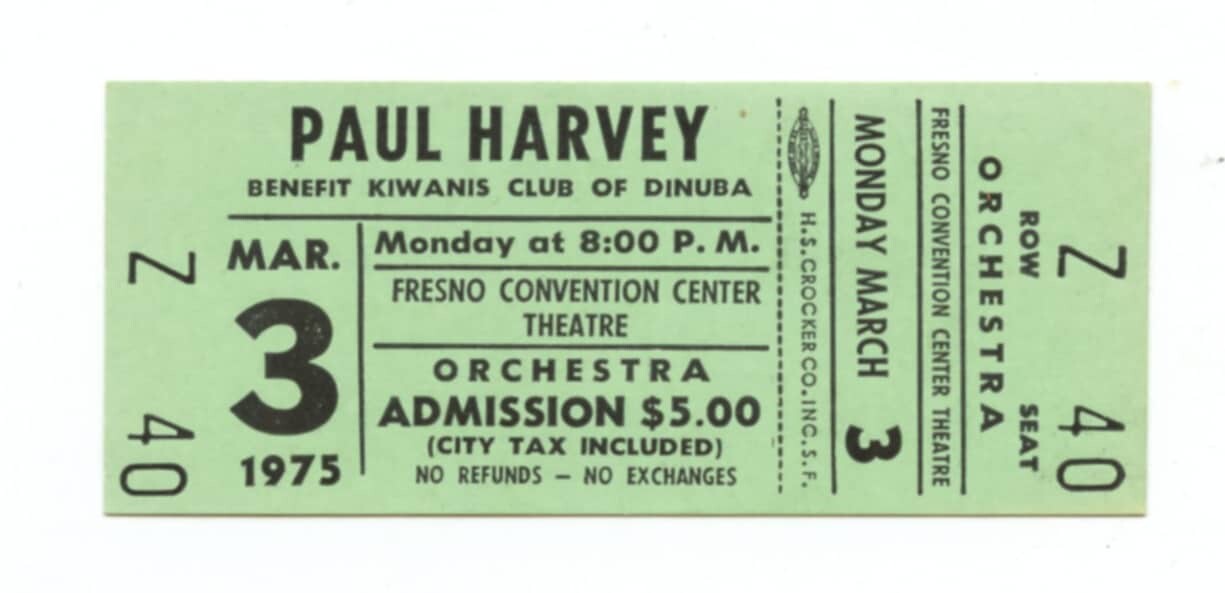 Z 40
PAUL HARVEY
BENEFIT KIWANIS CLUB OF DINUBA
MAR.
3
1975
Monday at 8:00 P. M.
FRESNO CONVENTION CENTER
THEATRE
ORCHESTRA
ADMISSION $5.00
(CITY TAX INCLUDED)
NO REFUNDS — NO EXCHANGES
H.S.CROCKER CO.INC.S.F.
MONDAY MARCH 3
FRESNO CONVENTION CENTER THEATRE
ORCHESTRA
ROW SEAT
Z 40